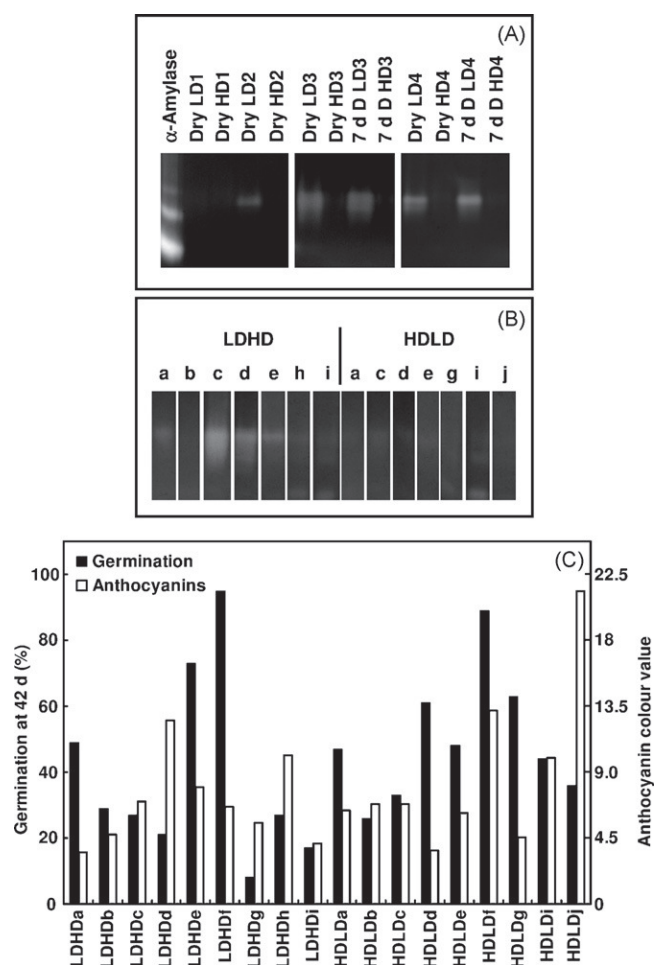 (A)
α-Amylase
Dry LD1
Dry HD1
Dry LD2
Dry HD2
Dry LD3
Dry HD3
7 d D LD3
7 d D HD3
Dry LD4
Dry HD4
7 d D LD4
7 d D HD4
(B)
LDHD HDLD
a b c d e h i a c d e g i j
(C)
Germination
Anthocyanins
Germination at 42 d (%)
100
80
60
40
20
0
22.5
18
13.5
9.0
4.5
0
Anthocyanin colour value
LDHDa
LDHDb
LDHDc
LDHDd
LDHDe
LDHDf
LDHDg
LDHDh
LDHDi
HDLDa
HDLDb
HDLDc
HDLDd
HDLDe
HDLDf
HDLDg
HDLDi
HDLDj